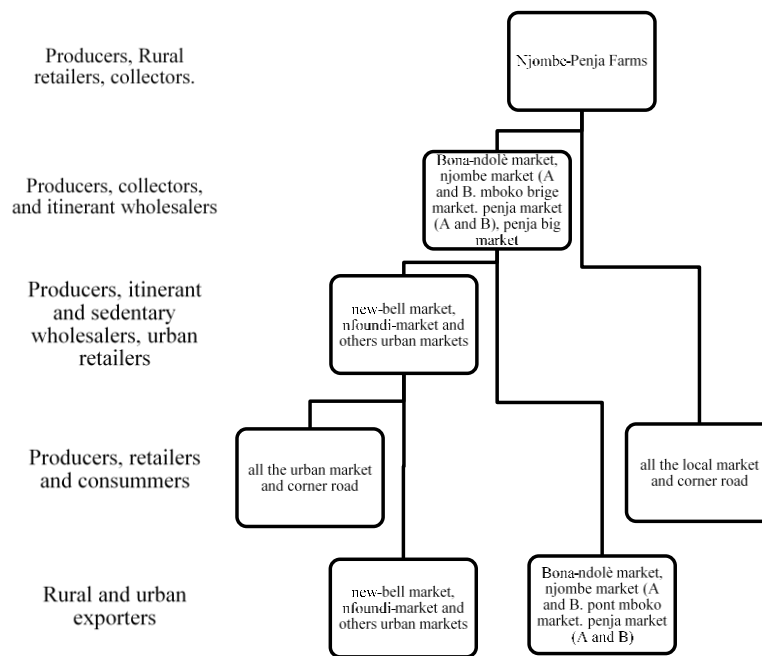 Producers, Rural
retailers, collectors.
Njombe-Penja Farms
Producers, collectors,
and itinerant wholesalers
Bona-ndolè market,
njombe market (A
and B. mboko brige
market. penja market
(A and B), penja big
market
Producers, itinerant
and sedentary
wholesalers, urban
retailers
new-bell market,
nfoundi-market and
others urban markets
Producers, retailers
and consummers
all the urban market
and corner road
all the local market
and corner road
Rural and urban
exporters
new-bell market,
nfoundi-market and
others urban markets
Bona-ndolè market,
njombe market (A
and B. pont mboko
market. penja market
(A and B)